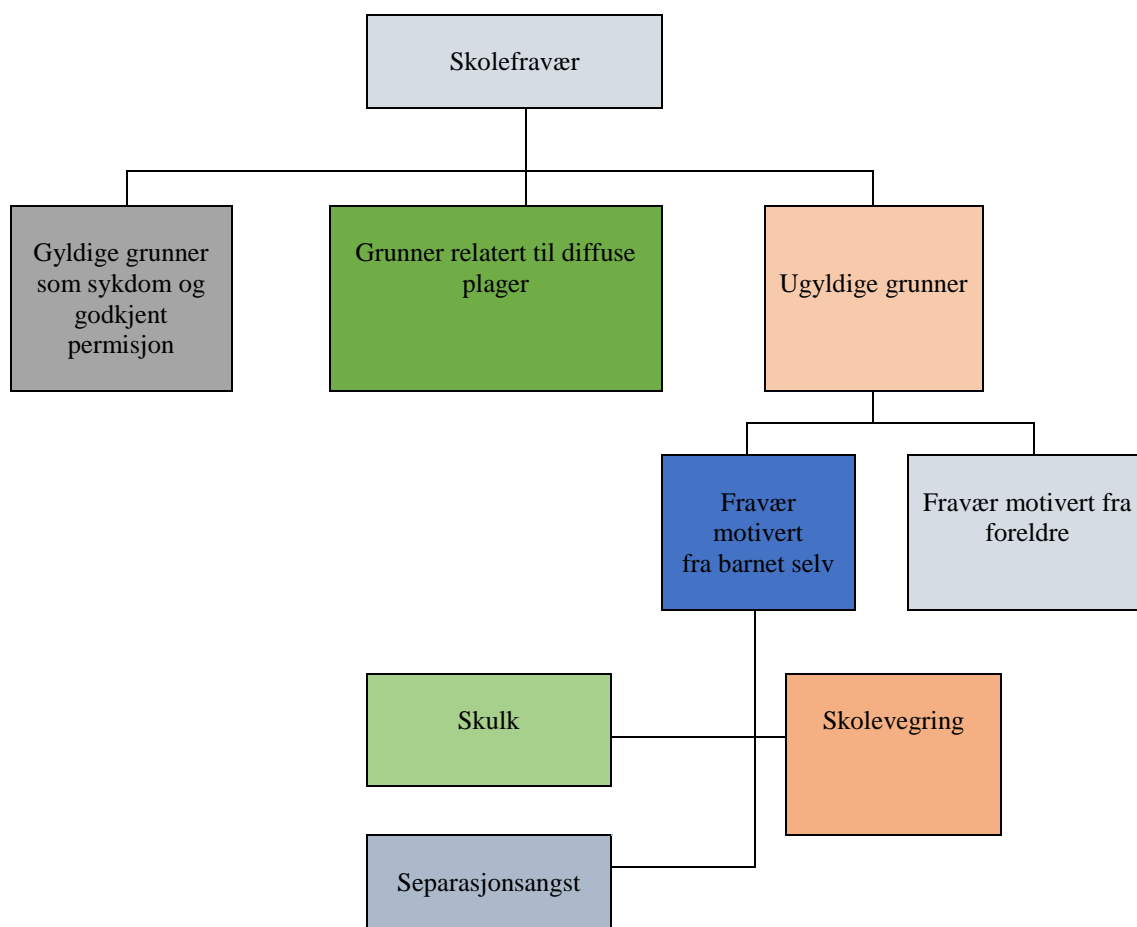 Skolefravær
Gyldige grunner
som sykdom og
godkjent
permisjon
Grunner relatert til diffuse
plager
Ugyldige grunner
Fravær
motivert
fra barnet selv
Fravær motivert fra
foreldre
Skulk
Skolevegring
Separasjonsangst